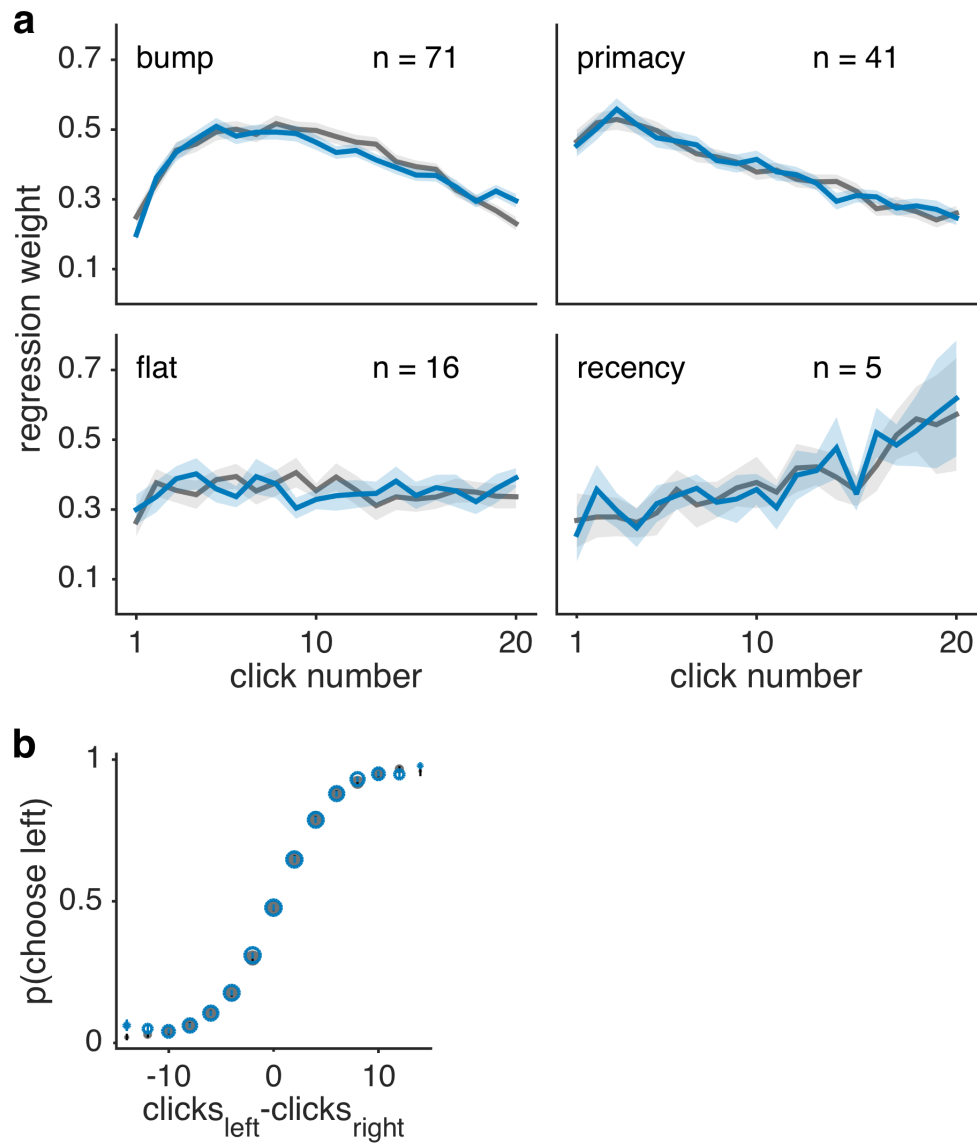 a
bump n = 71
primacy n = 41
0.7
0.5
0.3
0.1
flat n = 16
recency n = 5
0.7
0.5
0.3
0.1
regression weight
1 10 20
1 10 20
click number
click number
b
1
0.5
0
p(choose left)
-10 0 10
clicks_left-clicks_right